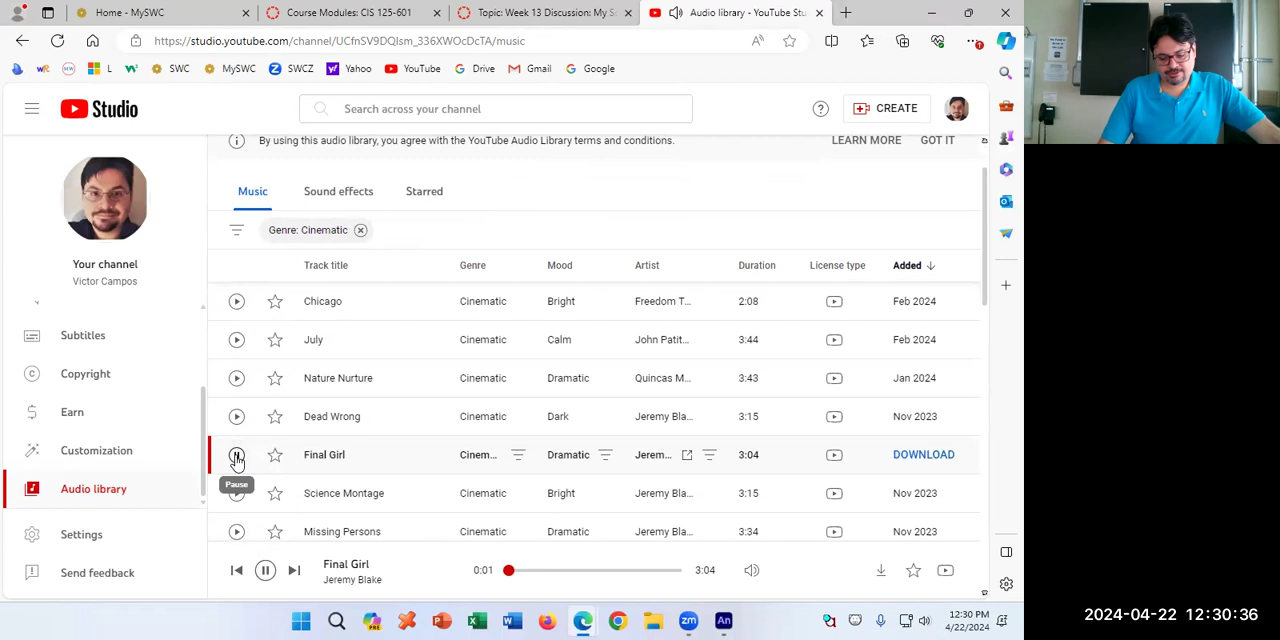 Home - MySWC
Course Modules: CIS 125-601
Topic: Week 13 Discussion: My S
Audio library - YouTube Stu
https://studio.youtube.com/channel/UCfnSV9DQIsm_336XWOcOcTA/music
L
SWC
MySWC
SWCZ
Yahoo
YouTube
Drive
Gmail
Google
Studio
Search across your channel
CREATE
By using this audio library, you agree with the YouTube Audio Library terms and conditions.
LEARN MORE
GOT IT
Music
Sound effects
Starred
Genre: Cinematic
Your channel
Victor Campos
Subtitles
Copyright
Earn
Customization
Audio library
Settings
Send feedback
Track title Genre Mood Artist Duration License type Added
Chicago Cinematic Bright Freedom T... 2:08 Feb 2024
July Cinematic Calm John Patit... 3:44 Feb 2024
Nature Nurture Cinematic Dramatic Quincas M... 3:43 Jan 2024
Dead Wrong Cinematic Dark Jeremy Bla... 3:15 Nov 2023
Final Girl Cinem... Dramatic Jerem... 3:04 DOWNLOAD
Pause
Science Montage Cinematic Bright Jeremy Bla... 3:15 Nov 2023
Missing Persons Cinematic Dramatic Jeremy Bla... 3:34 Nov 2023
Final Girl
Jeremy Blake
0:01
3:04
12:30 PM
4/22/2024
2024-04-22 12:30:36